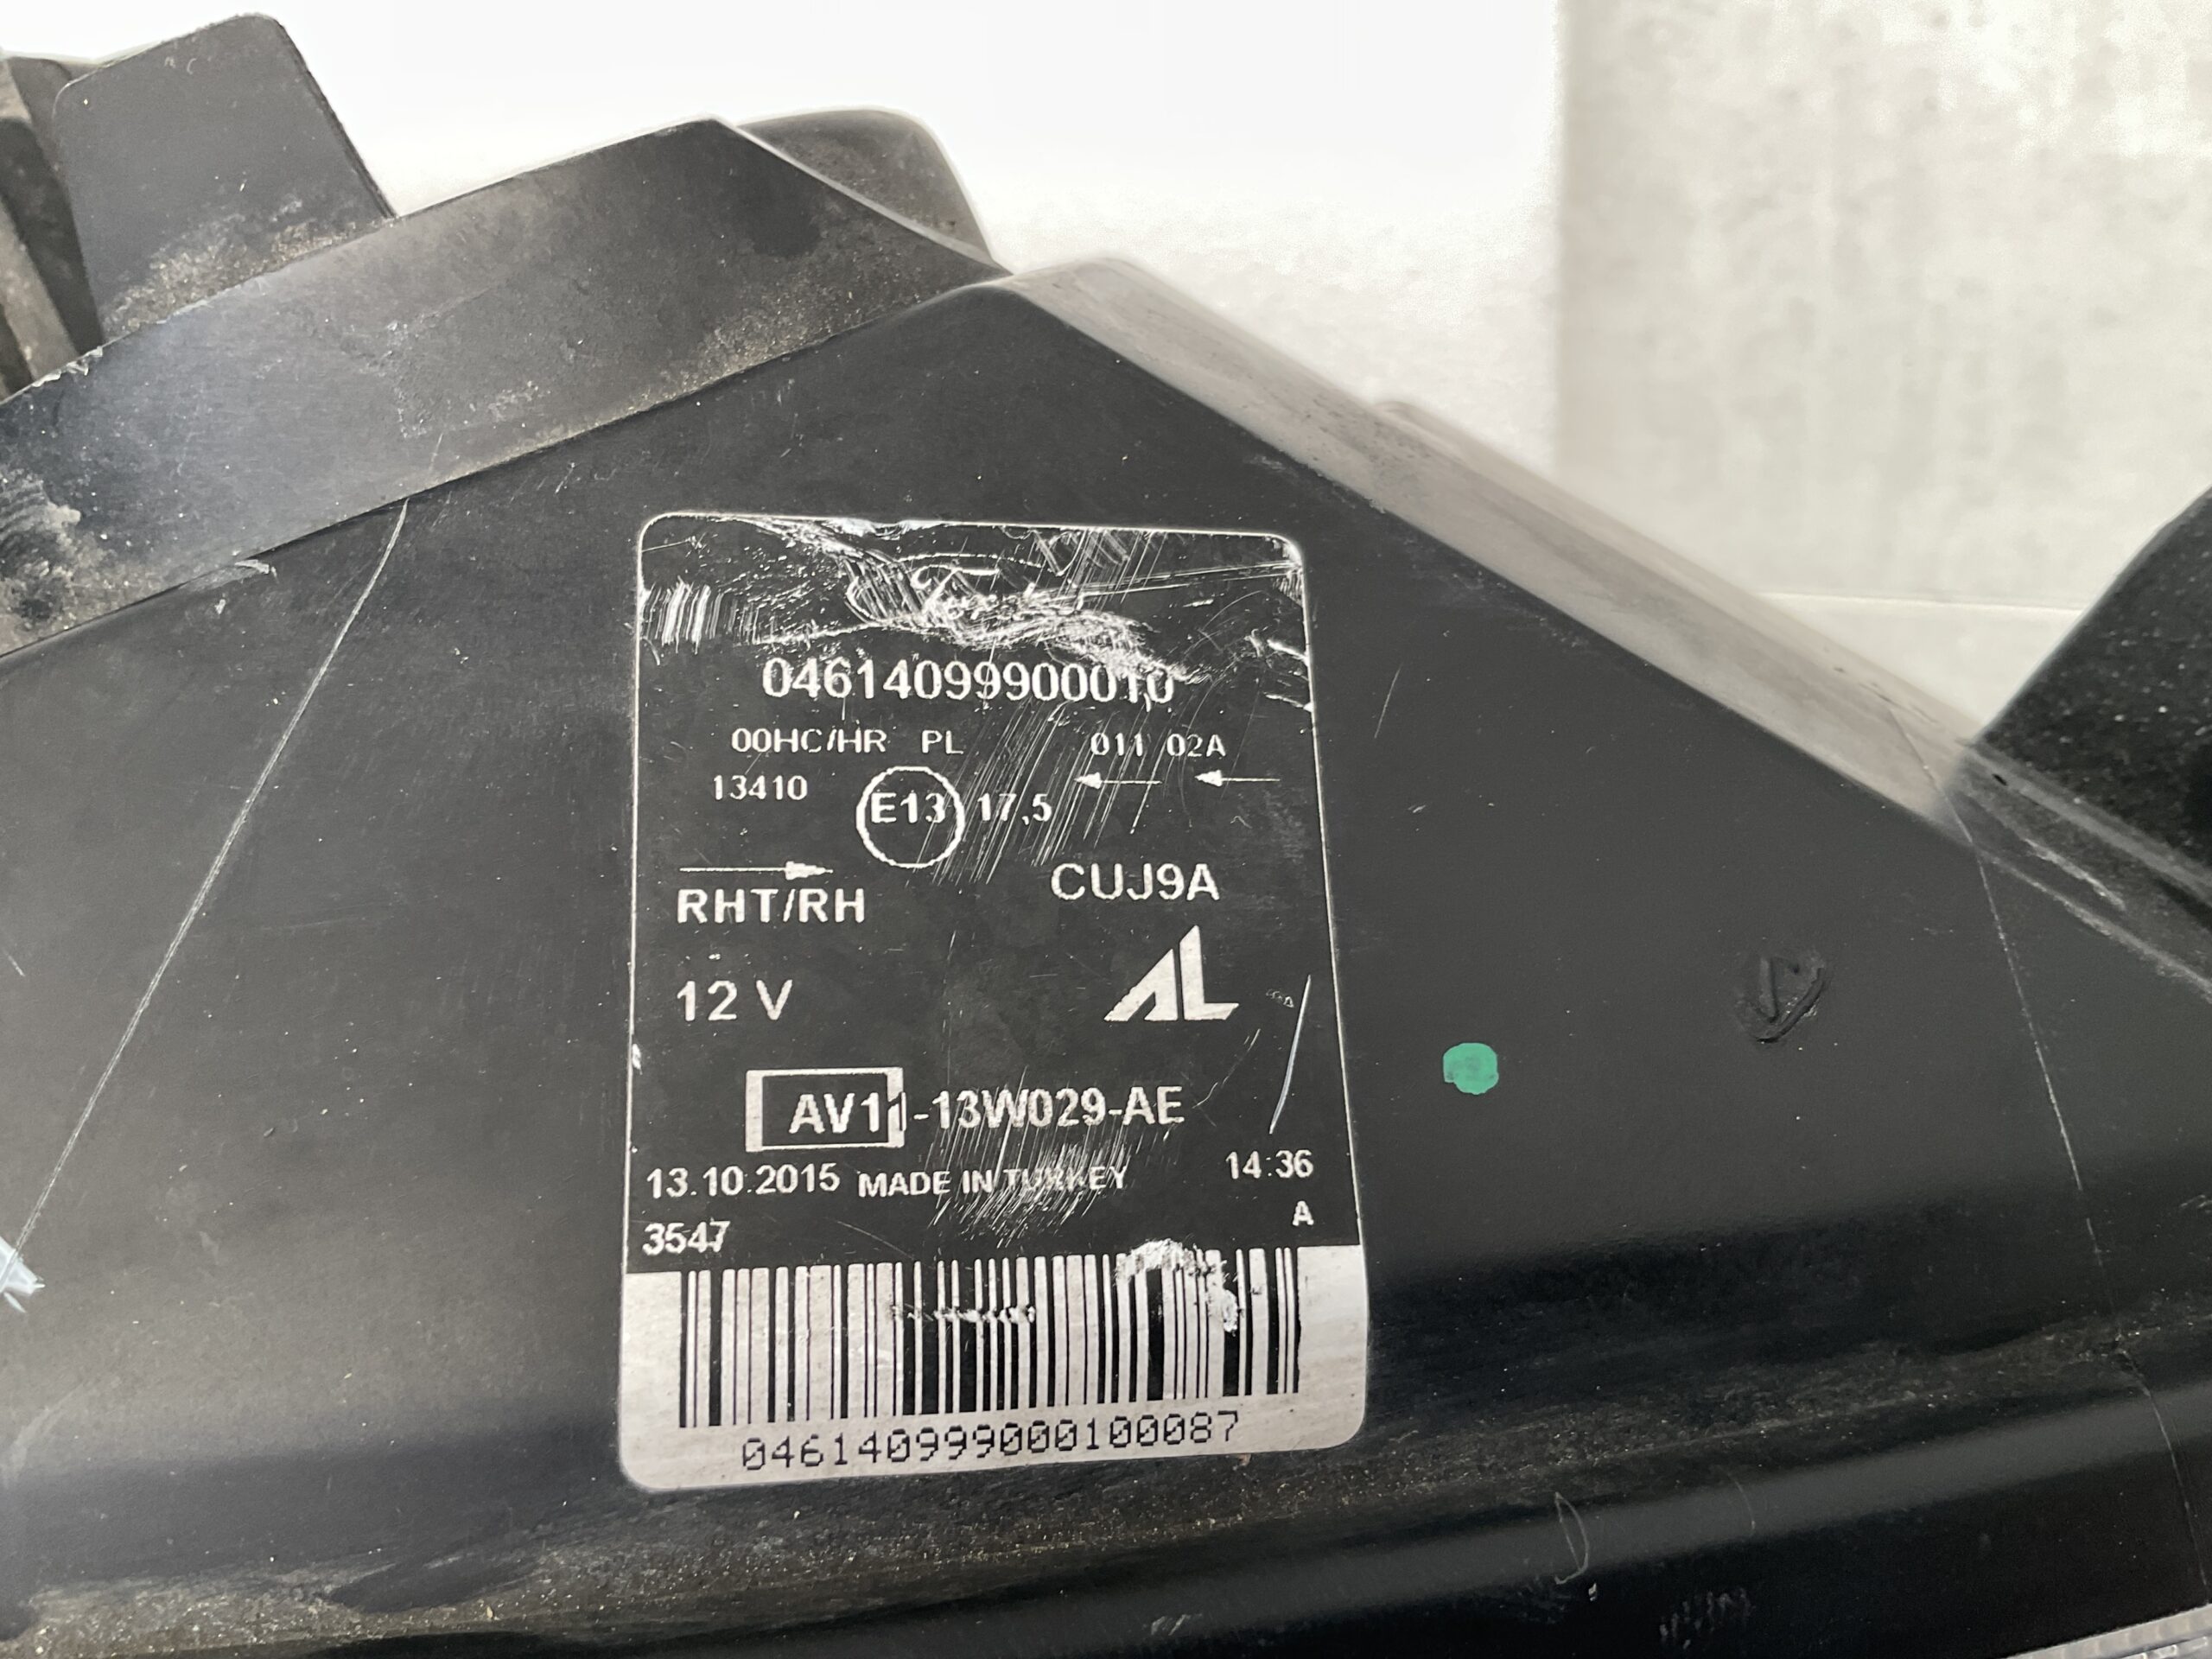 04614099900010
00HC/HR PL 011 02A
13410 E13 17,5
RHT/RH CUJ9A
12 V AL
AV11-13W029-AE
13.10.2015 MADE IN TURKEY 14:36
3547 A
046140999000100087